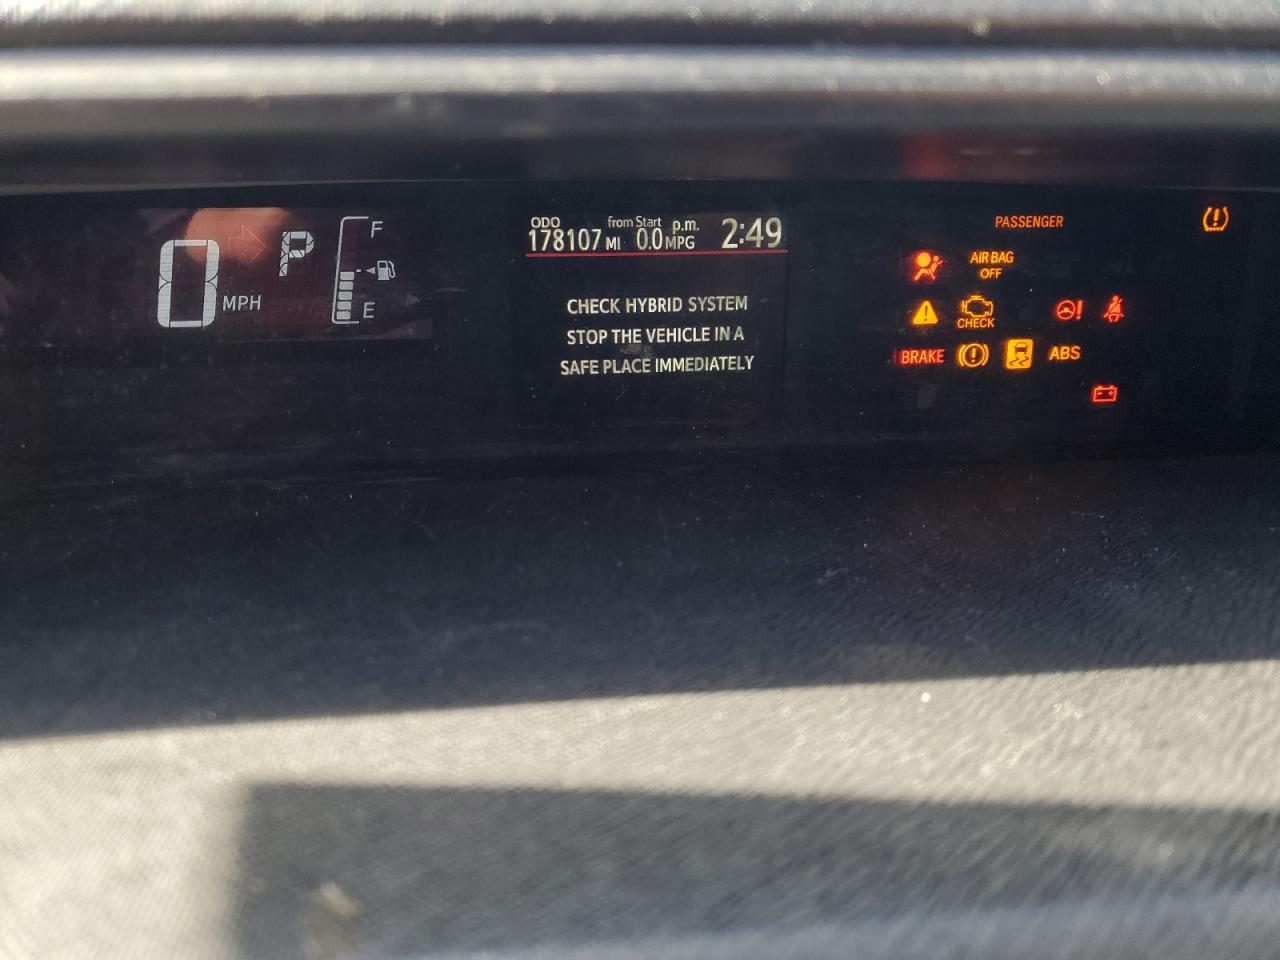 0 MPH
P
F
E
ODO from Start p.m.
178107 MI 0.0 MPG 2:49
CHECK HYBRID SYSTEM
STOP THE VEHICLE IN A
SAFE PLACE IMMEDIATELY
PASSENGER
AIR BAG
OFF
CHECK
BRAKE
ABS